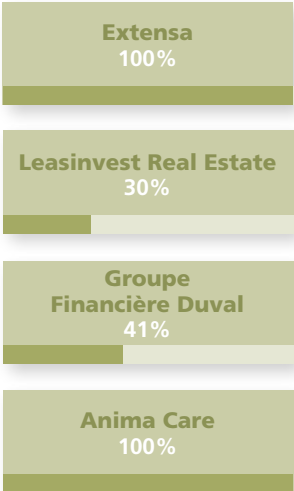 Extensa
100%
Leasinvest Real Estate
30%
Groupe
Financière Duval
41%
Anima Care
100%